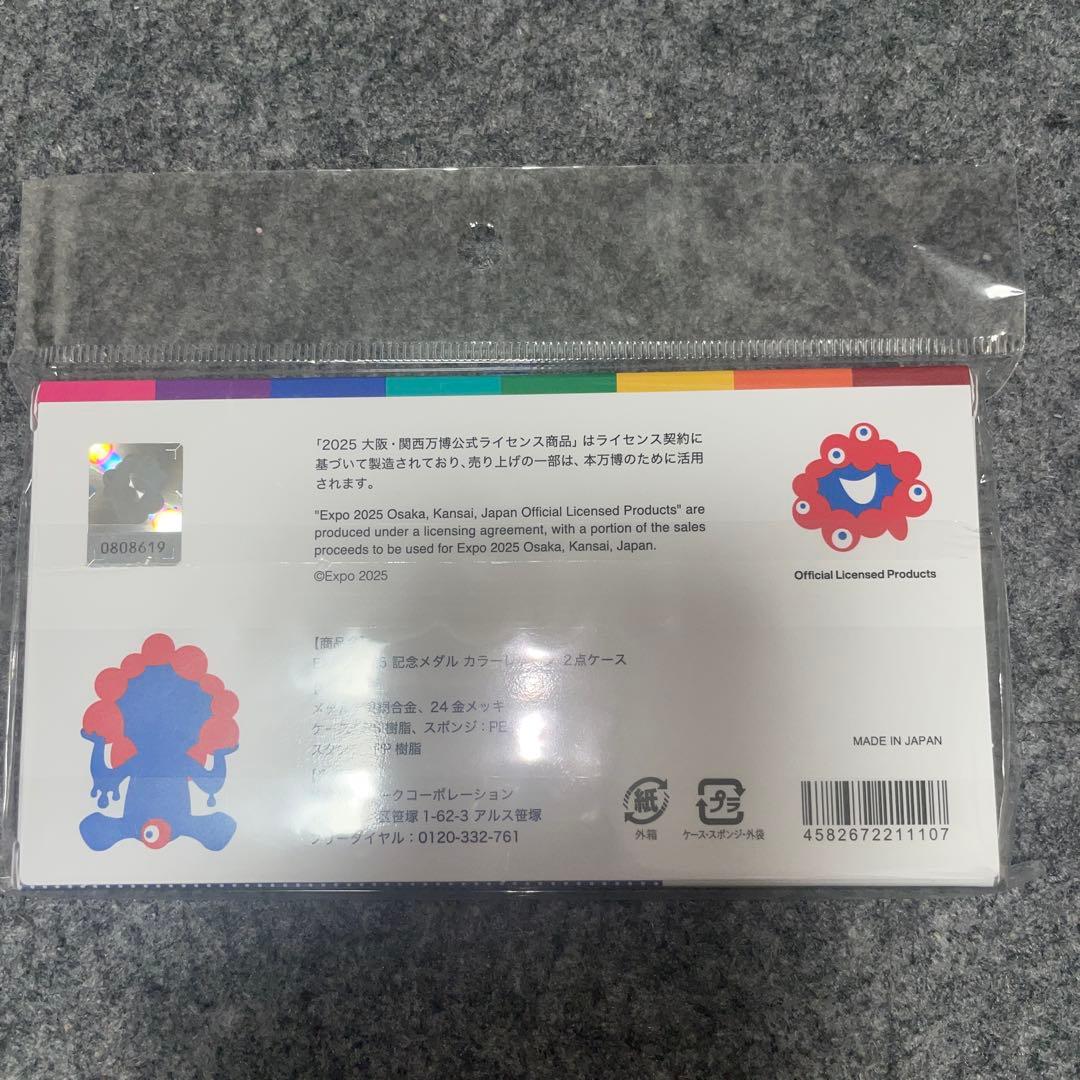 「2025 大阪・関西万博公式ライセンス商品」はライセンス契約に
基づいて製造されており、売り上げの一部は、本万博のために活用
されます。
"Expo 2025 Osaka, Kansai, Japan Official Licensed Products" are
produced under a licensing agreement, with a portion of the sales
proceeds to be used for Expo 2025 Osaka, Kansai, Japan.
©Expo 2025
0808619
Official Licensed Products
【商品名】
記念メダル カラー 2点ケース
銅合金、24金メッキ
樹脂、スポンジ:PE
樹脂
ークコーポレーション
笹塚 1-62-3 アルス笹塚
フリーダイヤル:0120-332-761
紙
外箱
プラ
ケース・スポンジ・外袋
MADE IN JAPAN
4582672211107